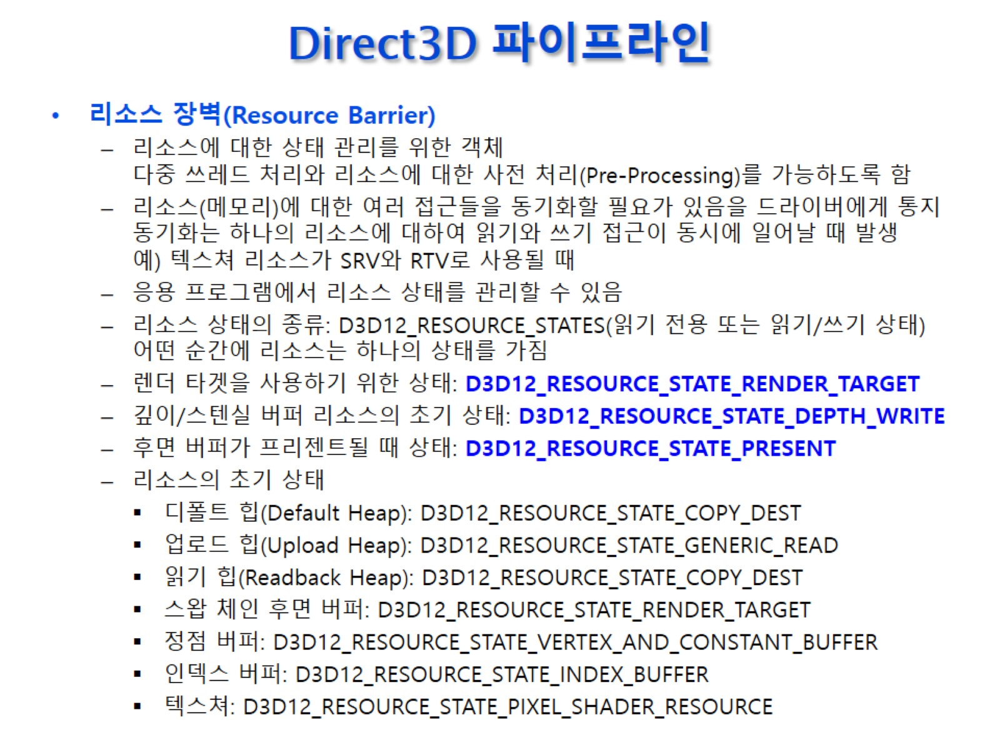 Direct3D 파이프라인
• 리소스 장벽(Resource Barrier)
– 리소스에 대한 상태 관리를 위한 객체
다중 쓰레드 처리와 리소스에 대한 사전 처리(Pre-Processing)를 가능하도록 함
– 리소스(메모리)에 대한 여러 접근들을 동기화할 필요가 있음을 드라이버에게 통지
동기화는 하나의 리소스에 대하여 읽기와 쓰기 접근이 동시에 일어날 때 발생
예) 텍스쳐 리소스가 SRV와 RTV로 사용될 때
– 응용 프로그램에서 리소스 상태를 관리할 수 있음
– 리소스 상태의 종류: D3D12_RESOURCE_STATES(읽기 전용 또는 읽기/쓰기 상태)
어떤 순간에 리소스는 하나의 상태를 가짐
– 렌더 타겟을 사용하기 위한 상태: D3D12_RESOURCE_STATE_RENDER_TARGET
– 깊이/스텐실 버퍼 리소스의 초기 상태: D3D12_RESOURCE_STATE_DEPTH_WRITE
– 후면 버퍼가 프리젠트될 때 상태: D3D12_RESOURCE_STATE_PRESENT
– 리소스의 초기 상태
▪ 디폴트 힙(Default Heap): D3D12_RESOURCE_STATE_COPY_DEST
▪ 업로드 힙(Upload Heap): D3D12_RESOURCE_STATE_GENERIC_READ
▪ 읽기 힙(Readback Heap): D3D12_RESOURCE_STATE_COPY_DEST
▪ 스왑 체인 후면 버퍼: D3D12_RESOURCE_STATE_RENDER_TARGET
▪ 정점 버퍼: D3D12_RESOURCE_STATE_VERTEX_AND_CONSTANT_BUFFER
▪ 인덱스 버퍼: D3D12_RESOURCE_STATE_INDEX_BUFFER
▪ 텍스쳐: D3D12_RESOURCE_STATE_PIXEL_SHADER_RESOURCE